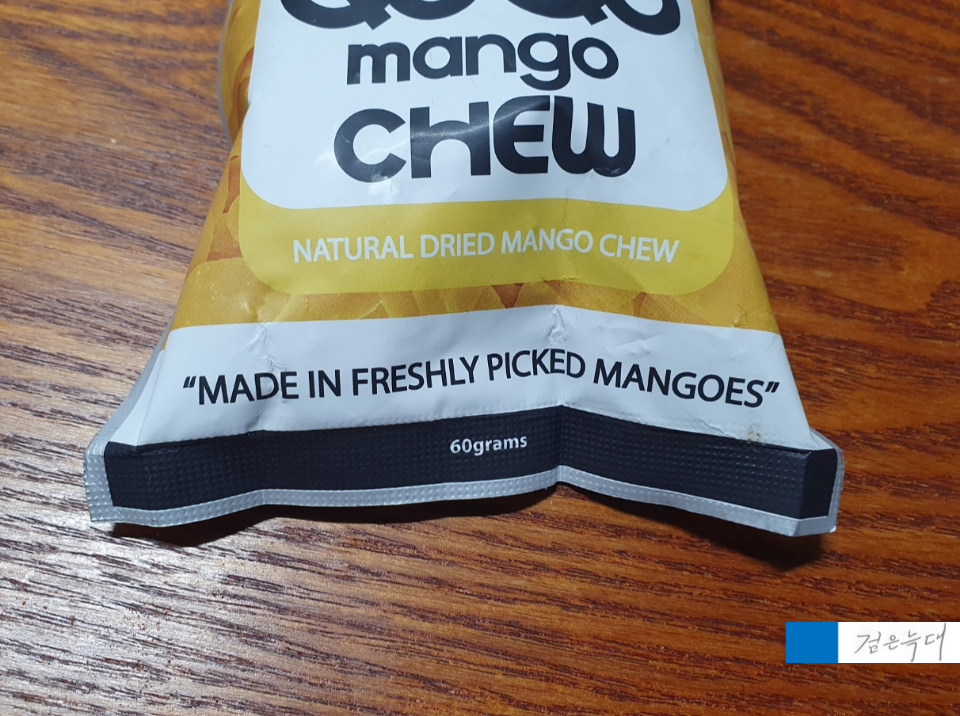 mango
CHEW
NATURAL DRIED MANGO CHEW
“MADE IN FRESHLY PICKED MANGOES”
60grams
검은늑대